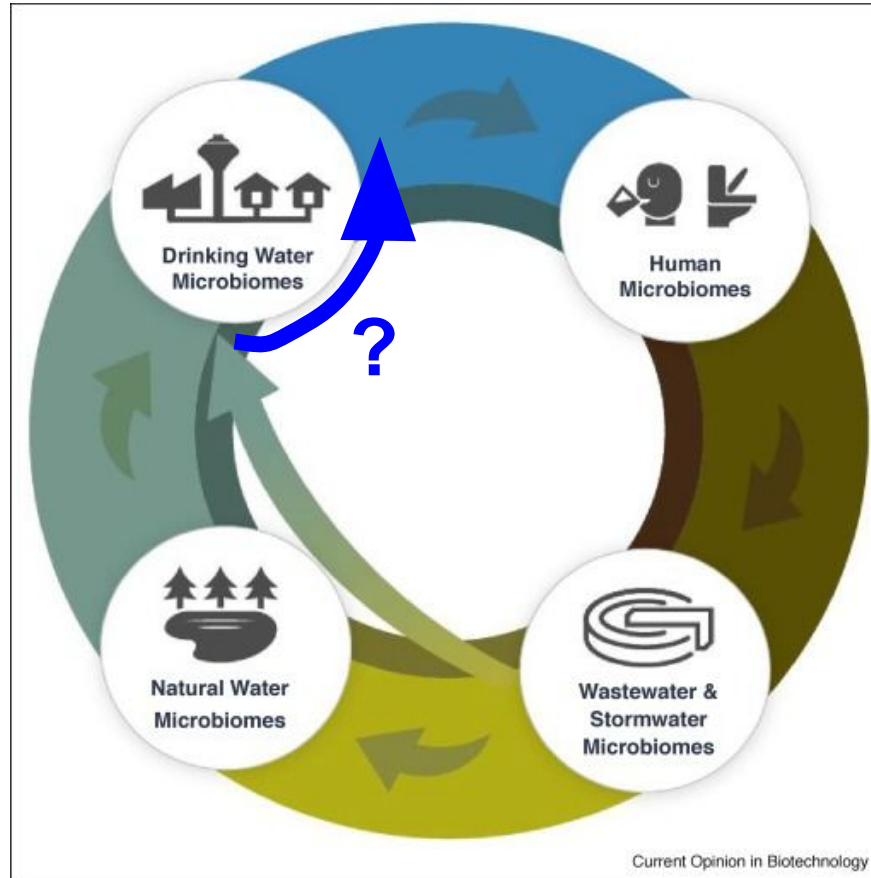 Drinking Water
Microbiomes
Human
Microbiomes
?
Natural Water
Microbiomes
Wastewater &
Stormwater
Microbiomes
Current Opinion in Biotechnology